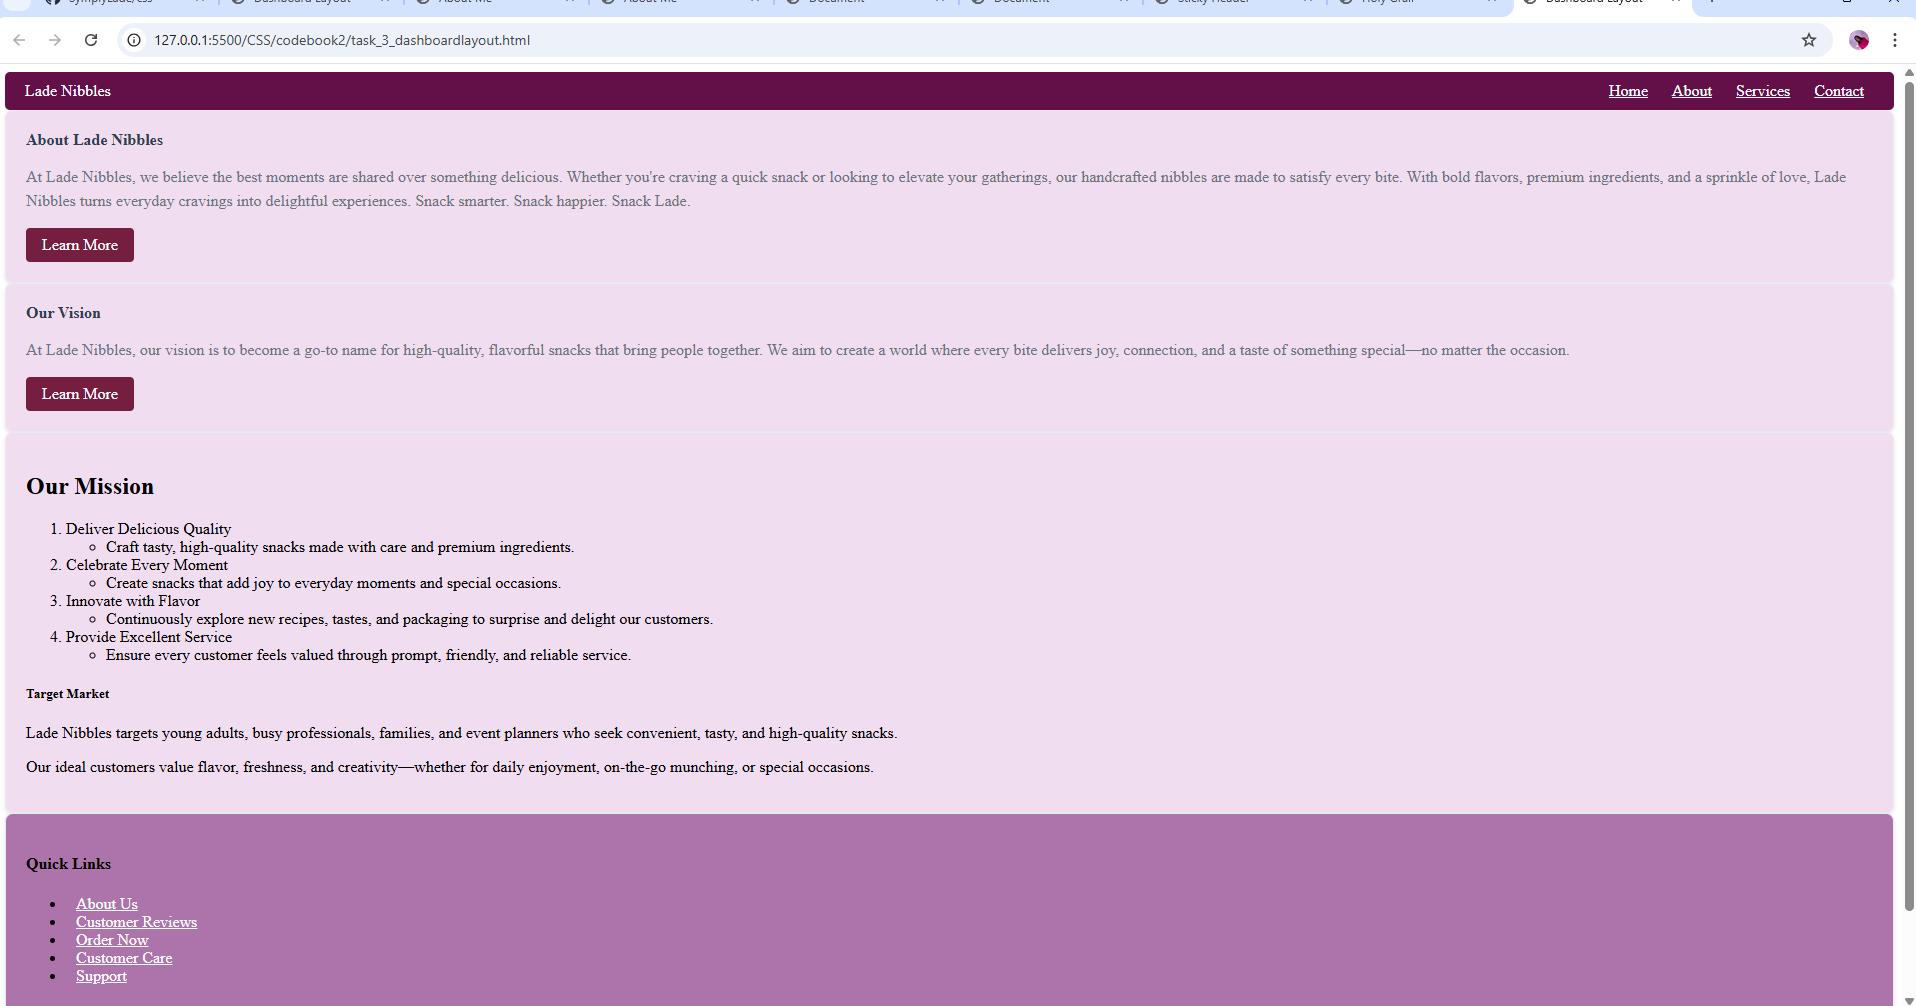 127.0.0.1:5500/CSS/codebook2/task_3_dashboardlayout.html
Lade Nibbles
Home About Services Contact
About Lade Nibbles
At Lade Nibbles, we believe the best moments are shared over something delicious. Whether you're craving a quick snack or looking to elevate your gatherings, our handcrafted nibbles are made to satisfy every bite. With bold flavors, premium ingredients, and a sprinkle of love, Lade
Nibbles turns everyday cravings into delightful experiences. Snack smarter. Snack happier. Snack Lade.
Learn More
Our Vision
At Lade Nibbles, our vision is to become a go-to name for high-quality, flavorful snacks that bring people together. We aim to create a world where every bite delivers joy, connection, and a taste of something special—no matter the occasion.
Learn More
Our Mission
1. Deliver Delicious Quality
Craft tasty, high-quality snacks made with care and premium ingredients.
2. Celebrate Every Moment
Create snacks that add joy to everyday moments and special occasions.
3. Innovate with Flavor
Continuously explore new recipes, tastes, and packaging to surprise and delight our customers.
4. Provide Excellent Service
Ensure every customer feels valued through prompt, friendly, and reliable service.
Target Market
Lade Nibbles targets young adults, busy professionals, families, and event planners who seek convenient, tasty, and high-quality snacks.
Our ideal customers value flavor, freshness, and creativity—whether for daily enjoyment, on-the-go munching, or special occasions.
Quick Links
About Us
Customer Reviews
Order Now
Customer Care
Support